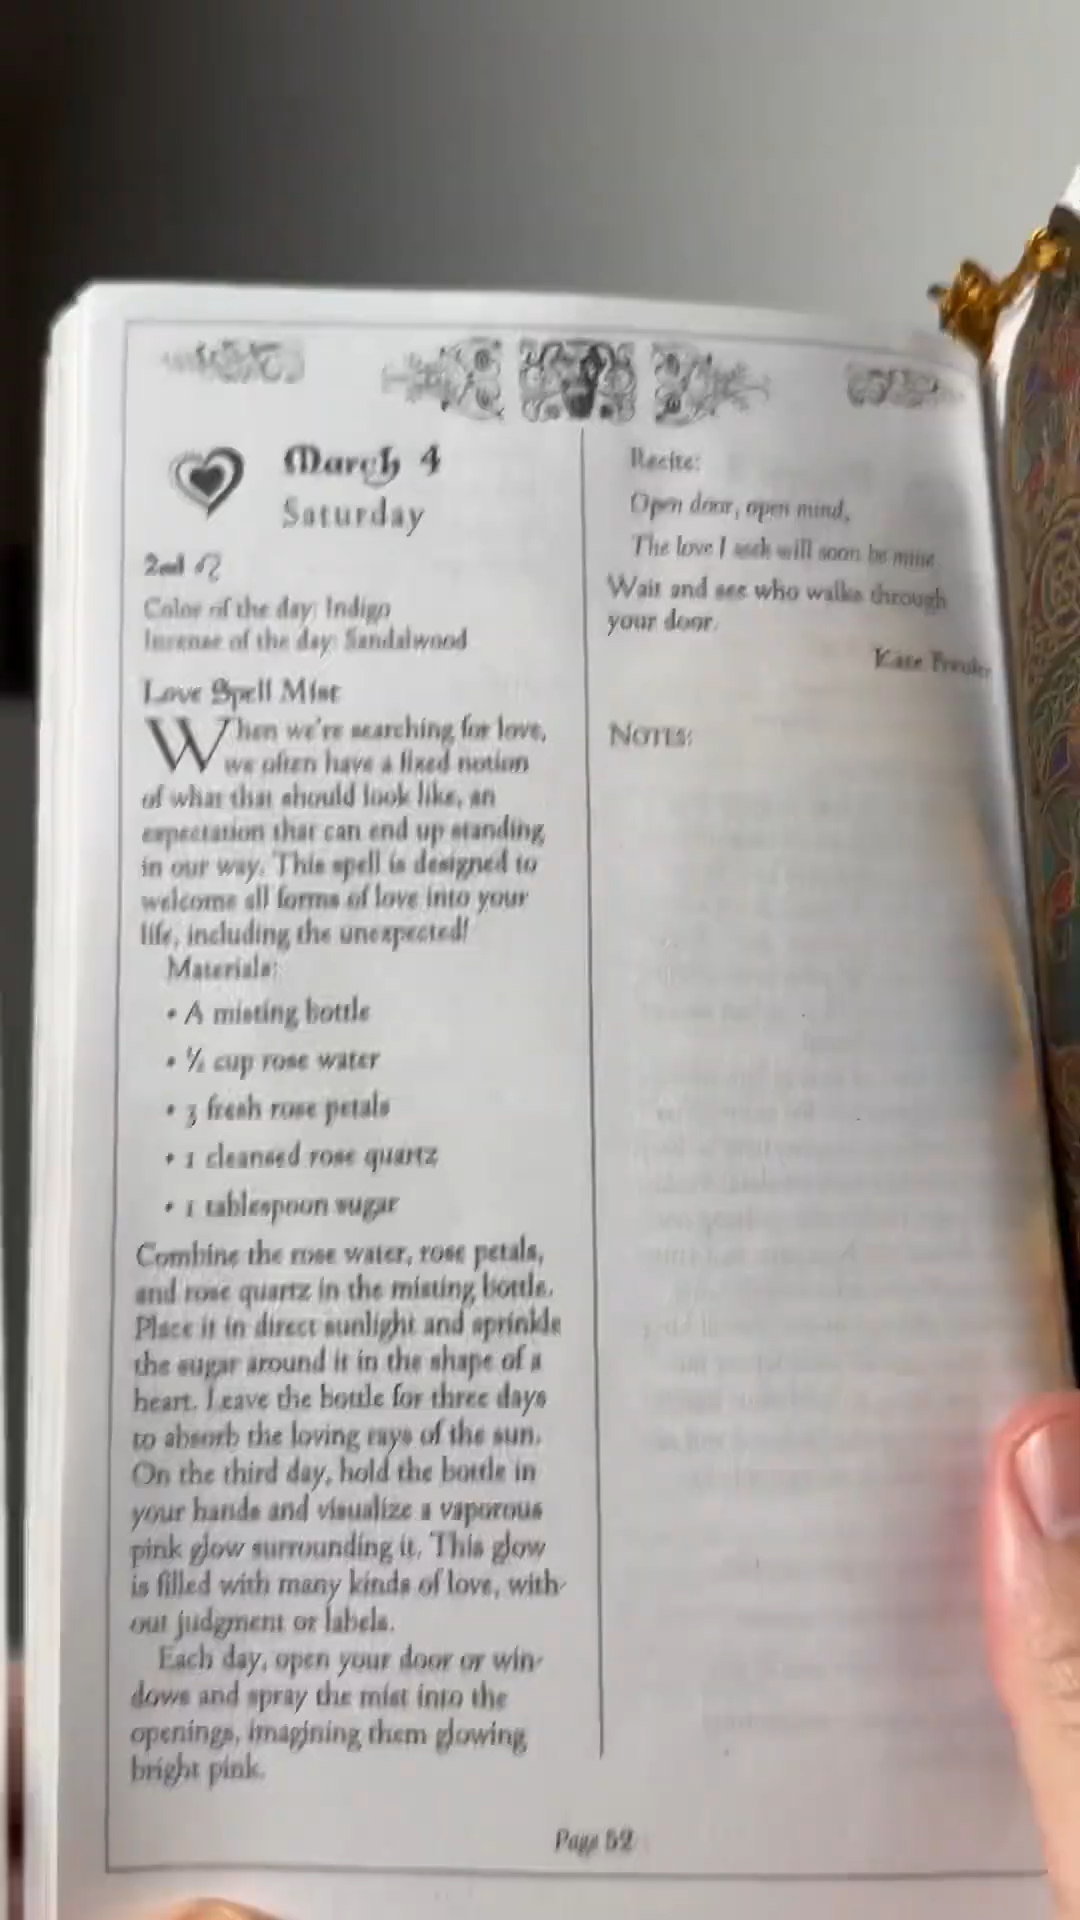 March 4
Saturday
2nd ♌
Color of the day: Indigo
Incense of the day: Sandalwood
Love Spell Mist
When we're searching for love,
we often have a fixed notion
of what that should look like, an
expectation that can end up standing
in our way. This spell is designed to
welcome all forms of love into your
life, including the unexpected!
Materials:
• A misting bottle
• ½ cup rose water
• 3 fresh rose petals
• 1 cleansed rose quartz
• 1 tablespoon sugar
Combine the rose water, rose petals,
and rose quartz in the misting bottle.
Place it in direct sunlight and sprinkle
the sugar around it in the shape of a
heart. Leave the bottle for three days
to absorb the loving rays of the sun.
On the third day, hold the bottle in
your hands and visualize a vaporous
pink glow surrounding it. This glow
is filled with many kinds of love, with-
out judgment or labels.
Each day, open your door or win-
dows and spray the mist into the
openings, imagining them glowing
bright pink.
Recite:
Open door, open mind,
The love I seek will soon be mine.
Wait and see who walks through
your door.
Kate Freuler
NOTES:
Page 52